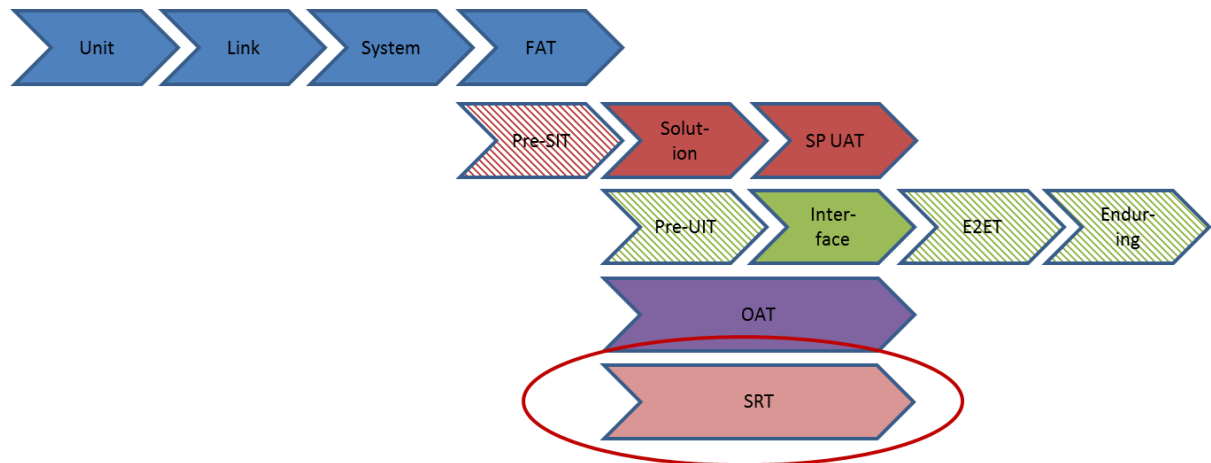 Unit
Link
System
FAT
Pre-SIT
Solut-
ion
SP UAT
Pre-UIT
Inter-
face
E2ET
Endur-
ing
OAT
SRT